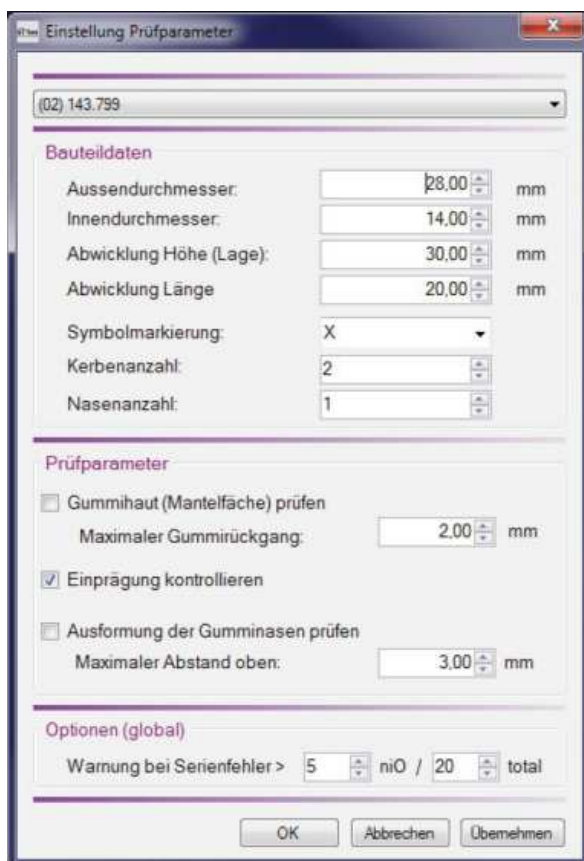 Einstellung Prüfparameter
(02) 143.799
Bauteildaten
Aussendurchmesser: 28,00 mm
Innendurchmesser: 14,00 mm
Abwicklung Höhe (Lage): 30,00 mm
Abwicklung Länge 20,00 mm
Symbolmarkierung: X
Kerbenanzahl: 2
Nasenanzahl: 1
Prüfparameter
Gummihaut (Mantelfäche) prüfen
Maximaler Gummirückgang: 2,00 mm
Einprägung kontrollieren
Ausformung der Gumminasen prüfen
Maximaler Abstand oben: 3,00 mm
Optionen (global)
Warnung bei Serienfehler > 5 niO / 20 total
OK Abbrechen Übernehmen